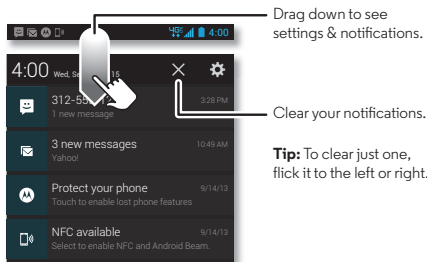 4G 4:00
Drag down to see
settings & notifications.
4:00 Wed, Se 15
312-55 12
3:28 PM
1 new message
Clear your notifications.
3 new messages
10:49 AM
Yahoo!
Tip: To clear just one,
flick it to the left or right.
Protect your phone
9/14/13
Touch to enable lost phone features
NFC available
9/14/13
Select to enable NFC and Android Beam.